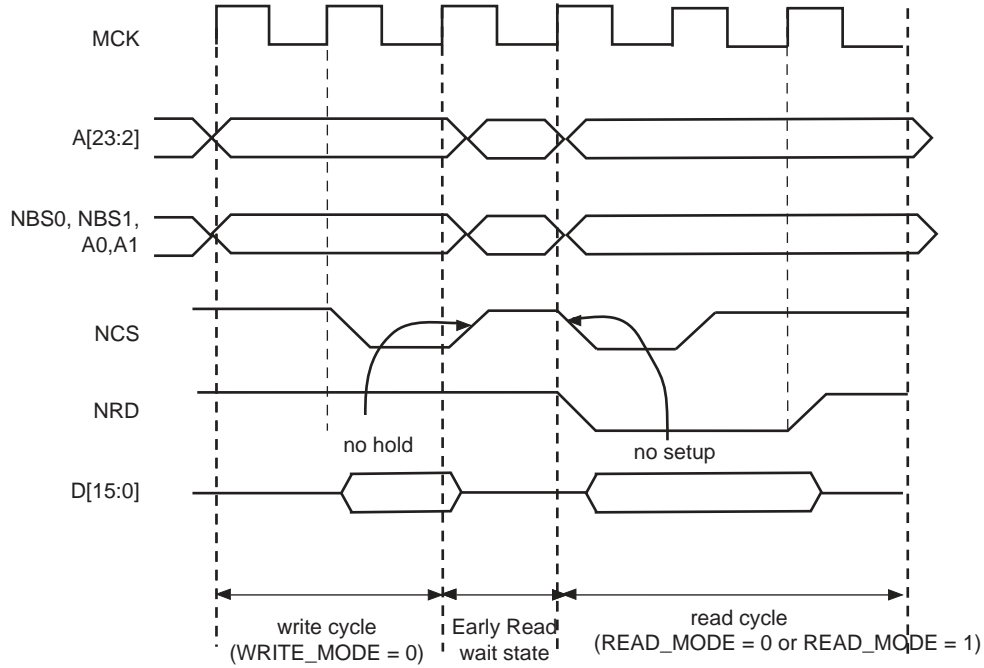 MCK
A[23:2]
NBS0, NBS1,
A0,A1
NCS
NRD
no hold
no setup
D[15:0]
write cycle
(WRITE_MODE = 0)
Early Read
wait state
read cycle
(READ_MODE = 0 or READ_MODE = 1)